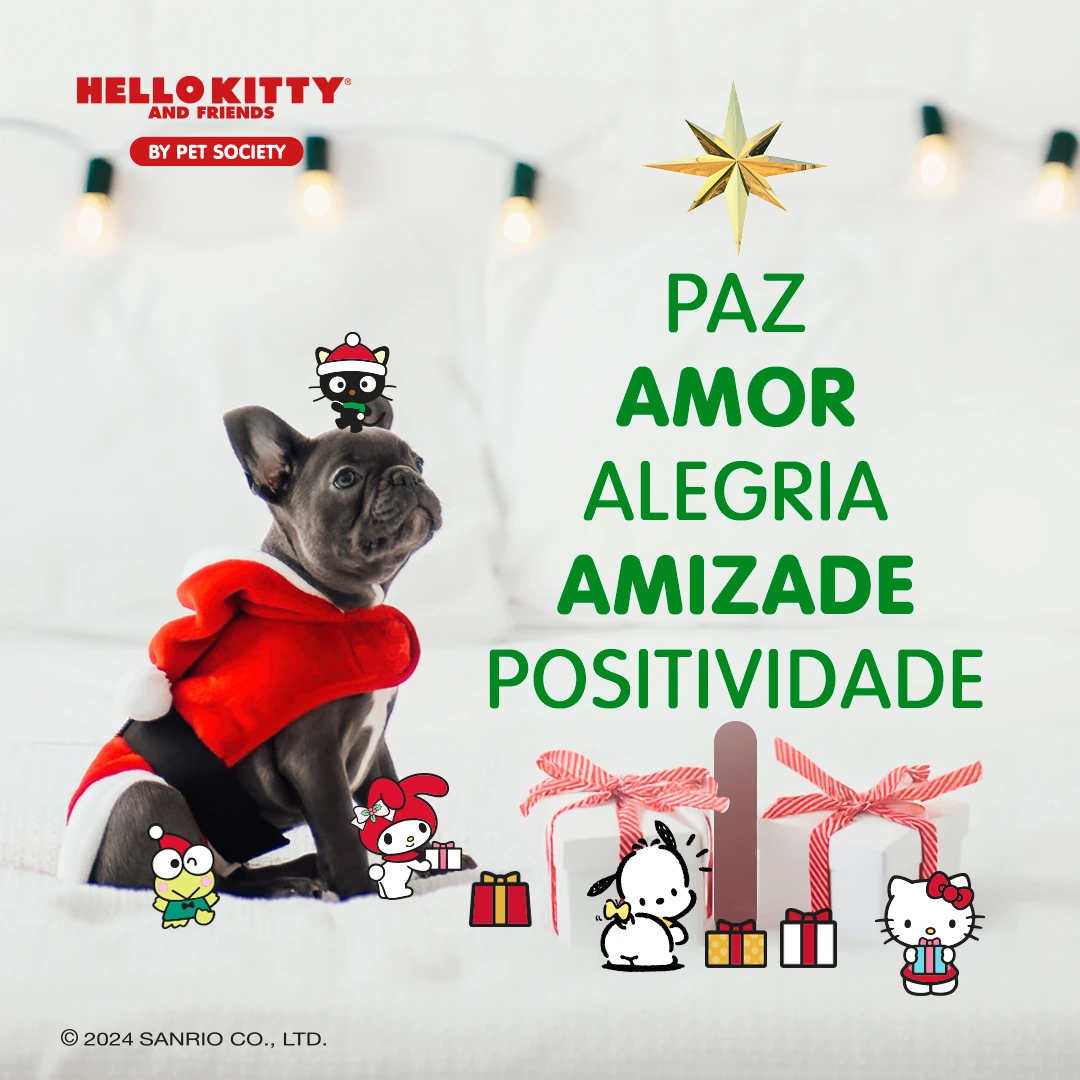 HELLO KITTY®
AND FRIENDS
BY PET SOCIETY
PAZ
AMOR
ALEGRIA
AMIZADE
POSITIVIDADE
© 2024 SANRIO CO., LTD.